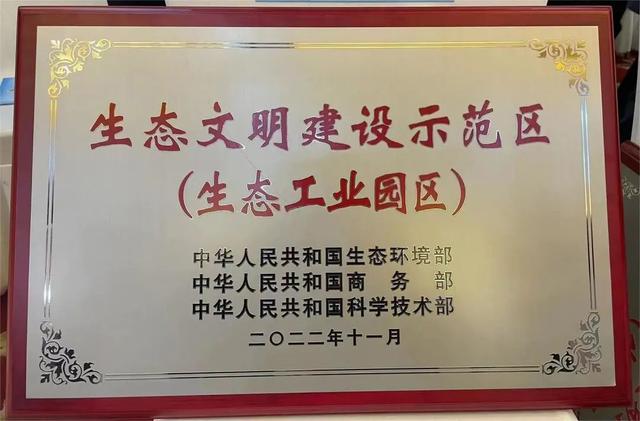 生态文明建设示范区
(生态工业园区)
中华人民共和国生态环境部
中华人民共和国商务部
中华人民共和国科学技术部
二〇二二年十一月